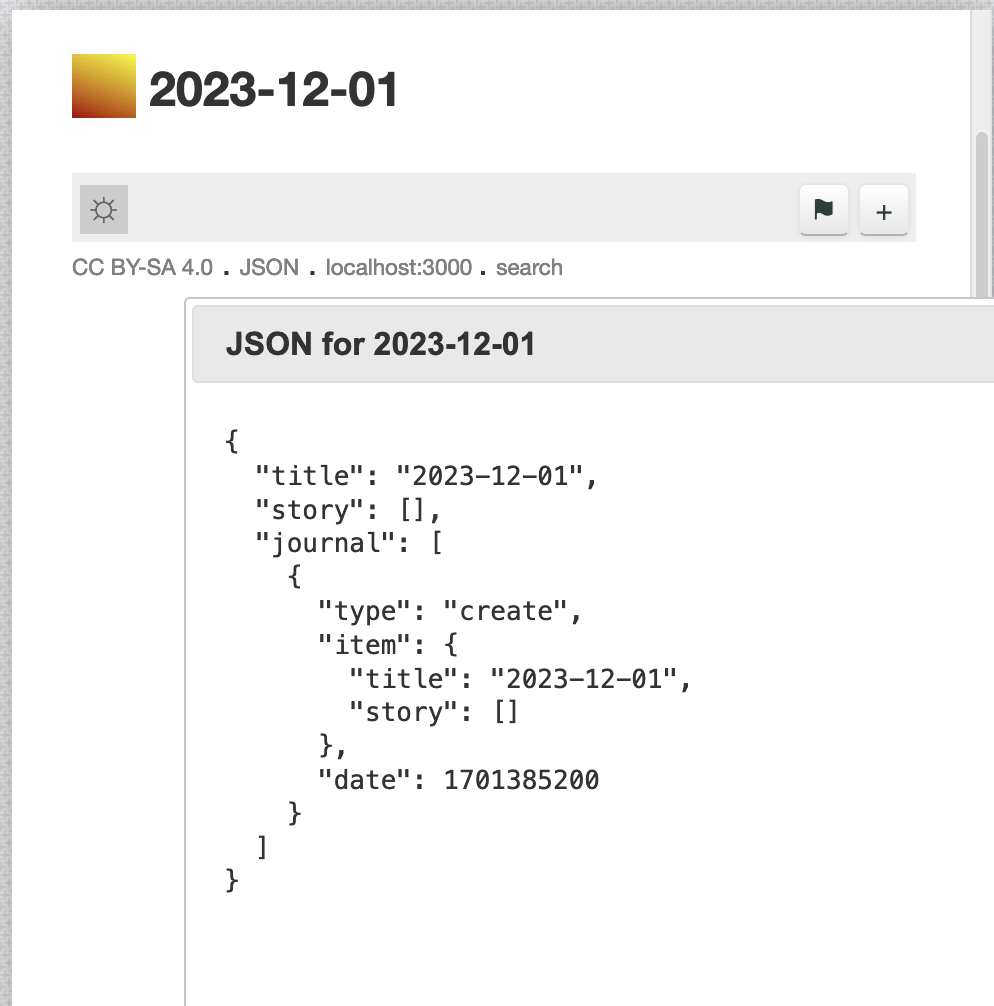 2023-12-01
+
CC BY-SA 4.0 . JSON . localhost:3000 . search
JSON for 2023-12-01
{
  "title": "2023-12-01",
  "story": [],
  "journal": [
    {
      "type": "create",
      "item": {
        "title": "2023-12-01",
        "story": []
      },
      "date": 1701385200
    }
  ]
}